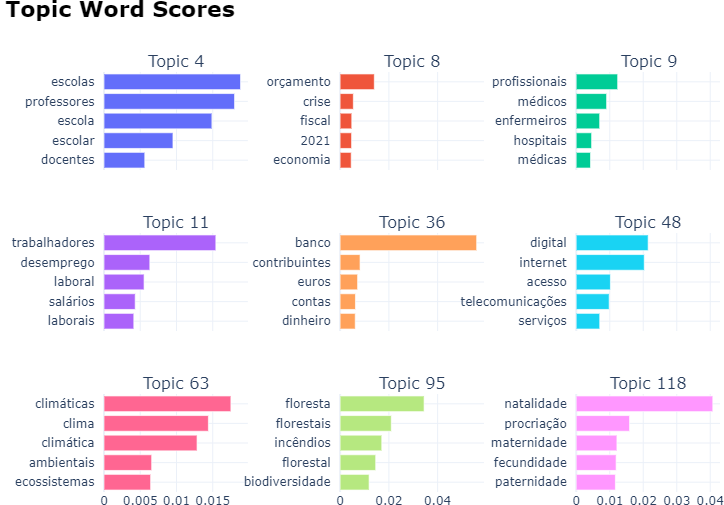 Topic Word Scores
Topic 4
escolas
professores
escola
escolar
docentes
Topic 8
orçamento
crise
fiscal
2021
economia
Topic 9
profissionais
médicos
enfermeiros
hospitais
médicas
Topic 11
trabalhadores
desemprego
laboral
salários
laborais
Topic 36
banco
contribuintes
euros
contas
dinheiro
Topic 48
digital
internet
acesso
telecomunicações
serviços
Topic 63
climáticas
clima
climática
ambientais
ecossistemas
0 0.005 0.01 0.015
Topic 95
floresta
florestais
incêndios
florestal
biodiversidade
0 0.02 0.04
Topic 118
natalidade
procriação
maternidade
fecundidade
paternidade
0 0.01 0.02 0.03 0.04